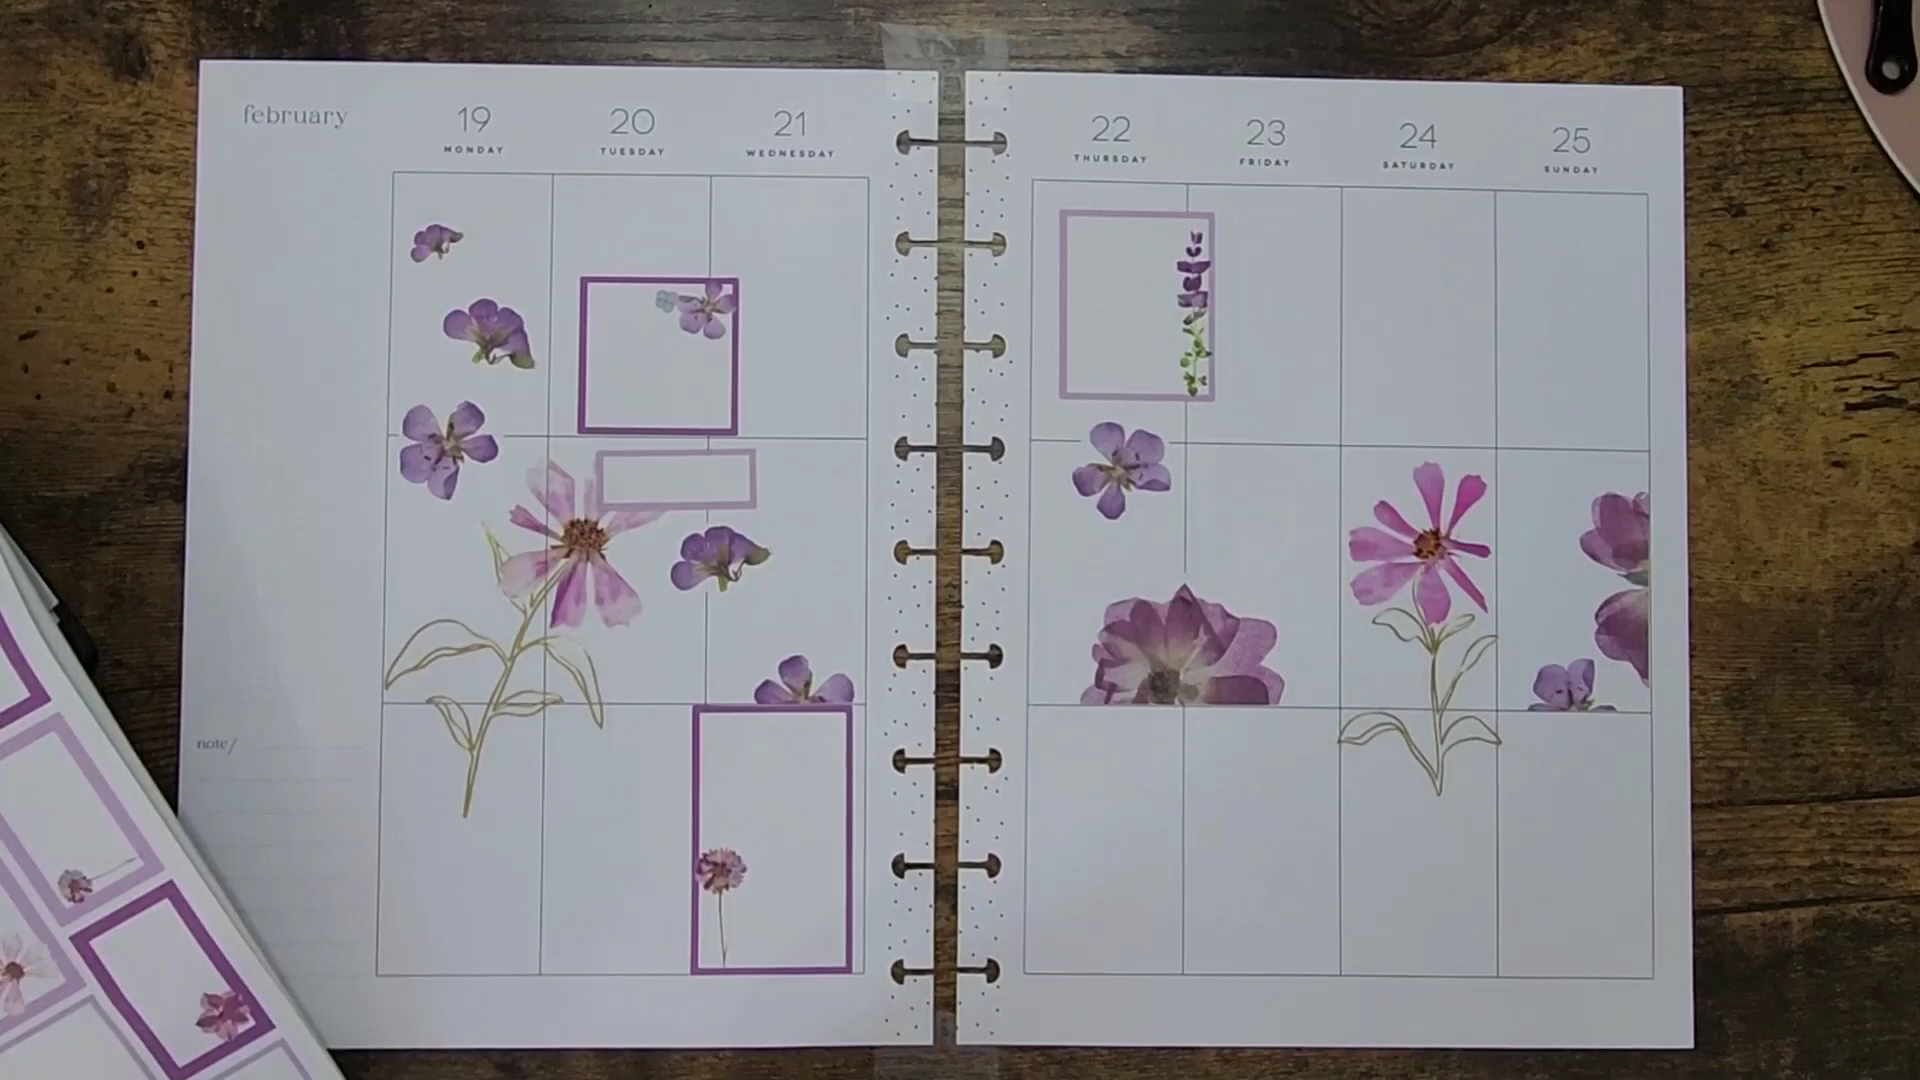 february
19 20 21
MONDAY TUESDAY WEDNESDAY
22 23 24 25
THURSDAY FRIDAY SATURDAY SUNDAY
note/